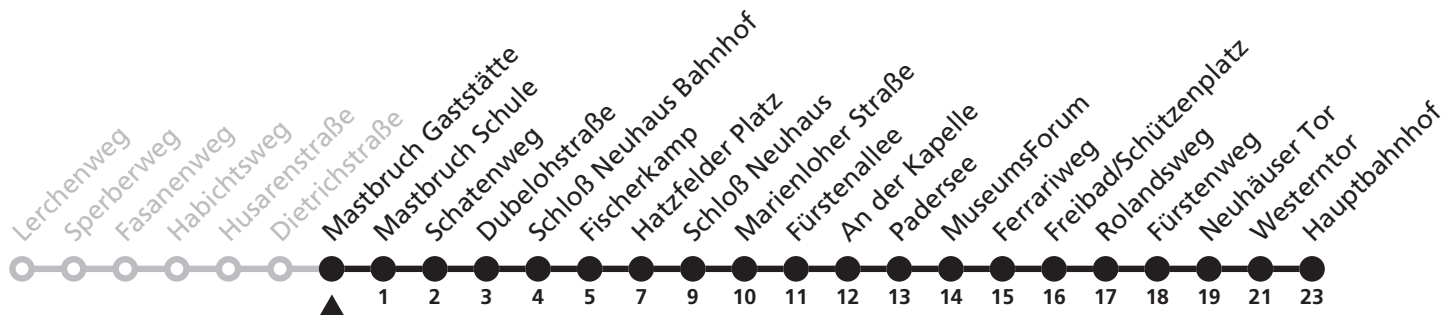 Lerchenweg
Sperberweg
Fasanenweg
Habichtsweg
Husarenstraße
Dietrichstraße
Mastbruch Gaststätte
Mastbruch Schule
Schatenweg
Dubelohstraße
Schloß Neuhaus Bahnhof
Fischerkamp
Hatzfelder Platz
Schloß Neuhaus
Marienloher Straße
Fürstenallee
An der Kapelle
Padersee
MuseumsForum
Ferrariweg
Freibad/Schützenplatz
Rolandsweg
Fürstenweg
Neuhäuser Tor
Westerntor
Hauptbahnhof
1 2 3 4 5 7 9 10 11 12 13 14 15 16 17 18 19 21 23